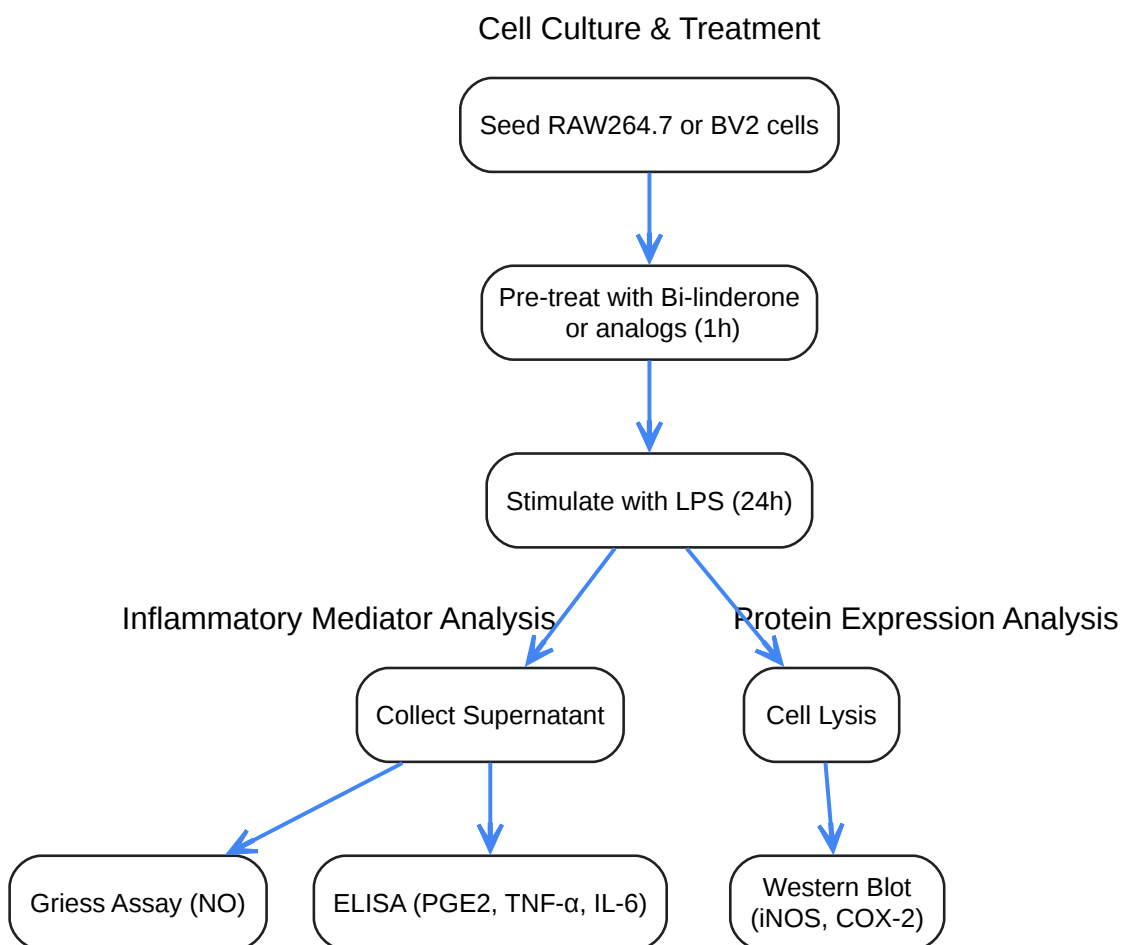 Cell Culture & Treatment
Seed RAW264.7 or BV2 cells
Pre-treat with Bi-linderone
or analogs (1h)
Stimulate with LPS (24h)
Inflammatory Mediator Analysis
Protein Expression Analysis
Collect Supernatant
Cell Lysis
Griess Assay (NO)
ELISA (PGE2, TNF-α, IL-6)
Western Blot
(iNOS, COX-2)